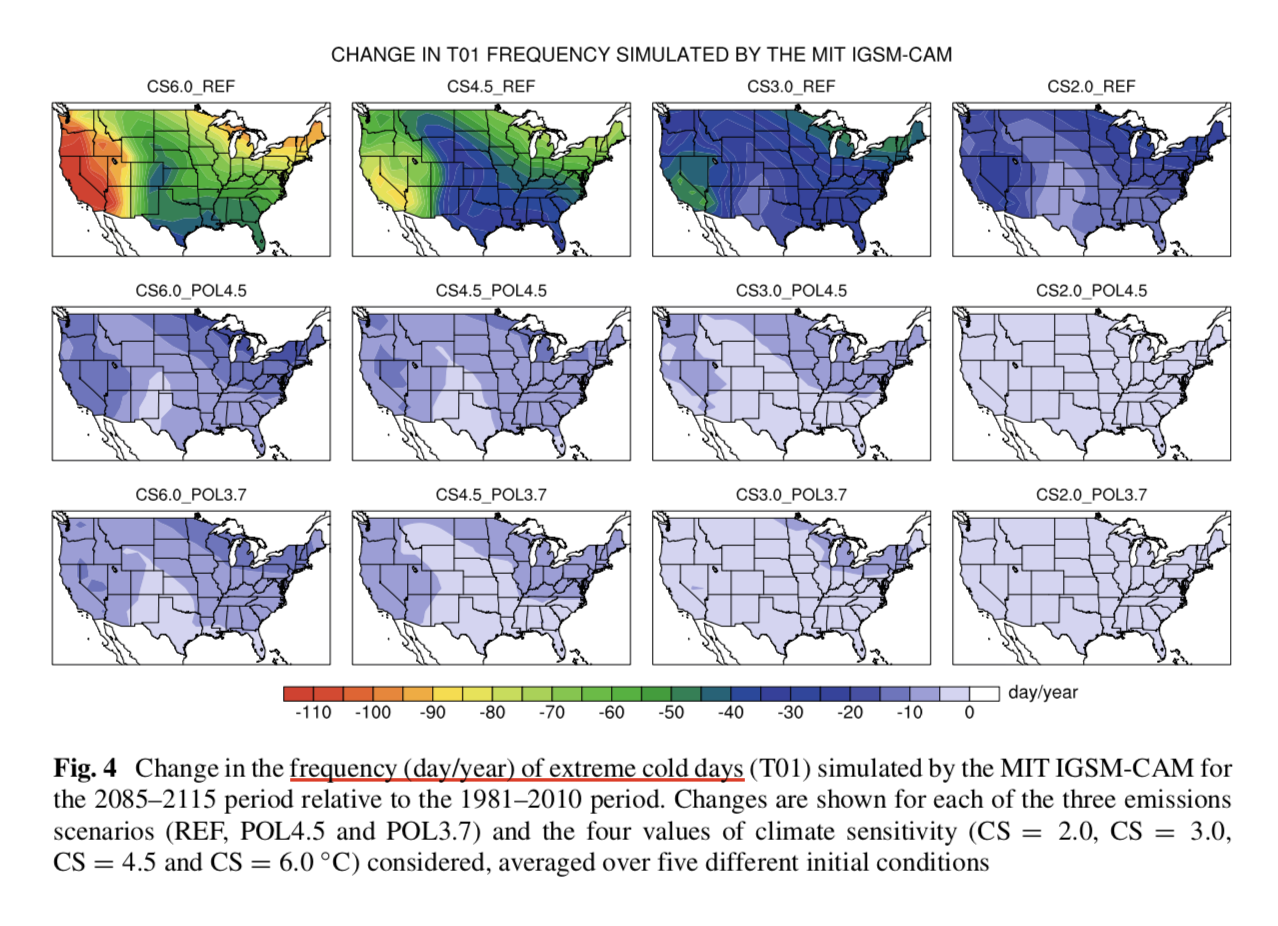 CHANGE IN T01 FREQUENCY SIMULATED BY THE MIT IGSM-CAM
CS6.0_REF CS4.5_REF CS3.0_REF CS2.0_REF
CS6.0_POL4.5 CS4.5_POL4.5 CS3.0_POL4.5 CS2.0_POL4.5
CS6.0_POL3.7 CS4.5_POL3.7 CS3.0_POL3.7 CS2.0_POL3.7
day/year
-110 -100 -90 -80 -70 -60 -50 -40 -30 -20 -10 0
Fig. 4 Change in the frequency (day/year) of extreme cold days (T01) simulated by the MIT IGSM-CAM for
the 2085–2115 period relative to the 1981–2010 period. Changes are shown for each of the three emissions
scenarios (REF, POL4.5 and POL3.7) and the four values of climate sensitivity (CS = 2.0, CS = 3.0,
CS = 4.5 and CS = 6.0 °C) considered, averaged over five different initial conditions